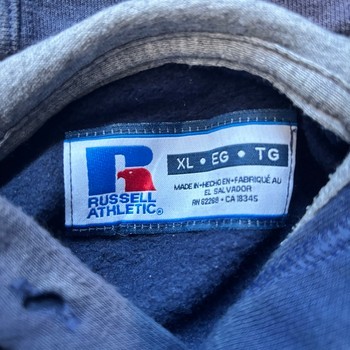 R
RUSSELL
ATHLETIC®
XL • EG • TG
MADE IN•HECHO EN•FABRIQUÉ AU
EL SALVADOR
RN 62268 • CA 18345